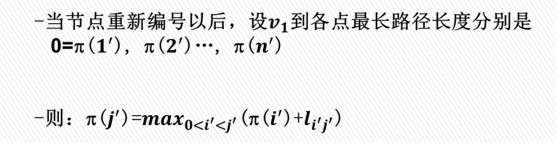 -当节点重新编号以后，设v₁到各点最长路径长度分别是
0=π(1′), π(2′)⋯, π(n′)
-则：π(j′)=max₀<i′<j′(π(i′)+lᵢ′ⱼ′)